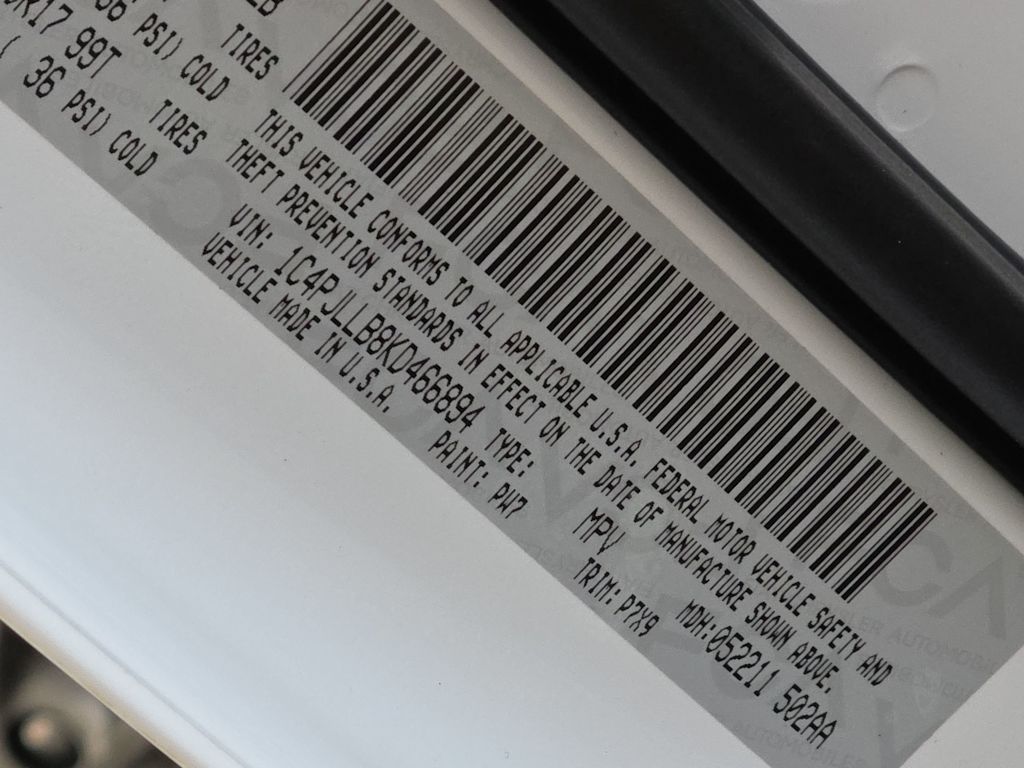 TIRES
36 PSI) COLD
R17 99T TIRES
36 PSI) COLD
THIS VEHICLE CONFORMS TO ALL APPLICABLE U.S.A. FEDERAL MOTOR VEHICLE SAFETY AND
THEFT PREVENTION STANDARDS IN EFFECT ON THE DATE OF MANUFACTURE SHOWN ABOVE.
VIN: 1C4PJLLB8KD466894 TYPE: MPV MDH:052211 502AA
VEHICLE MADE IN U.S.A. PAINT: PW7 TRIM: P7X9